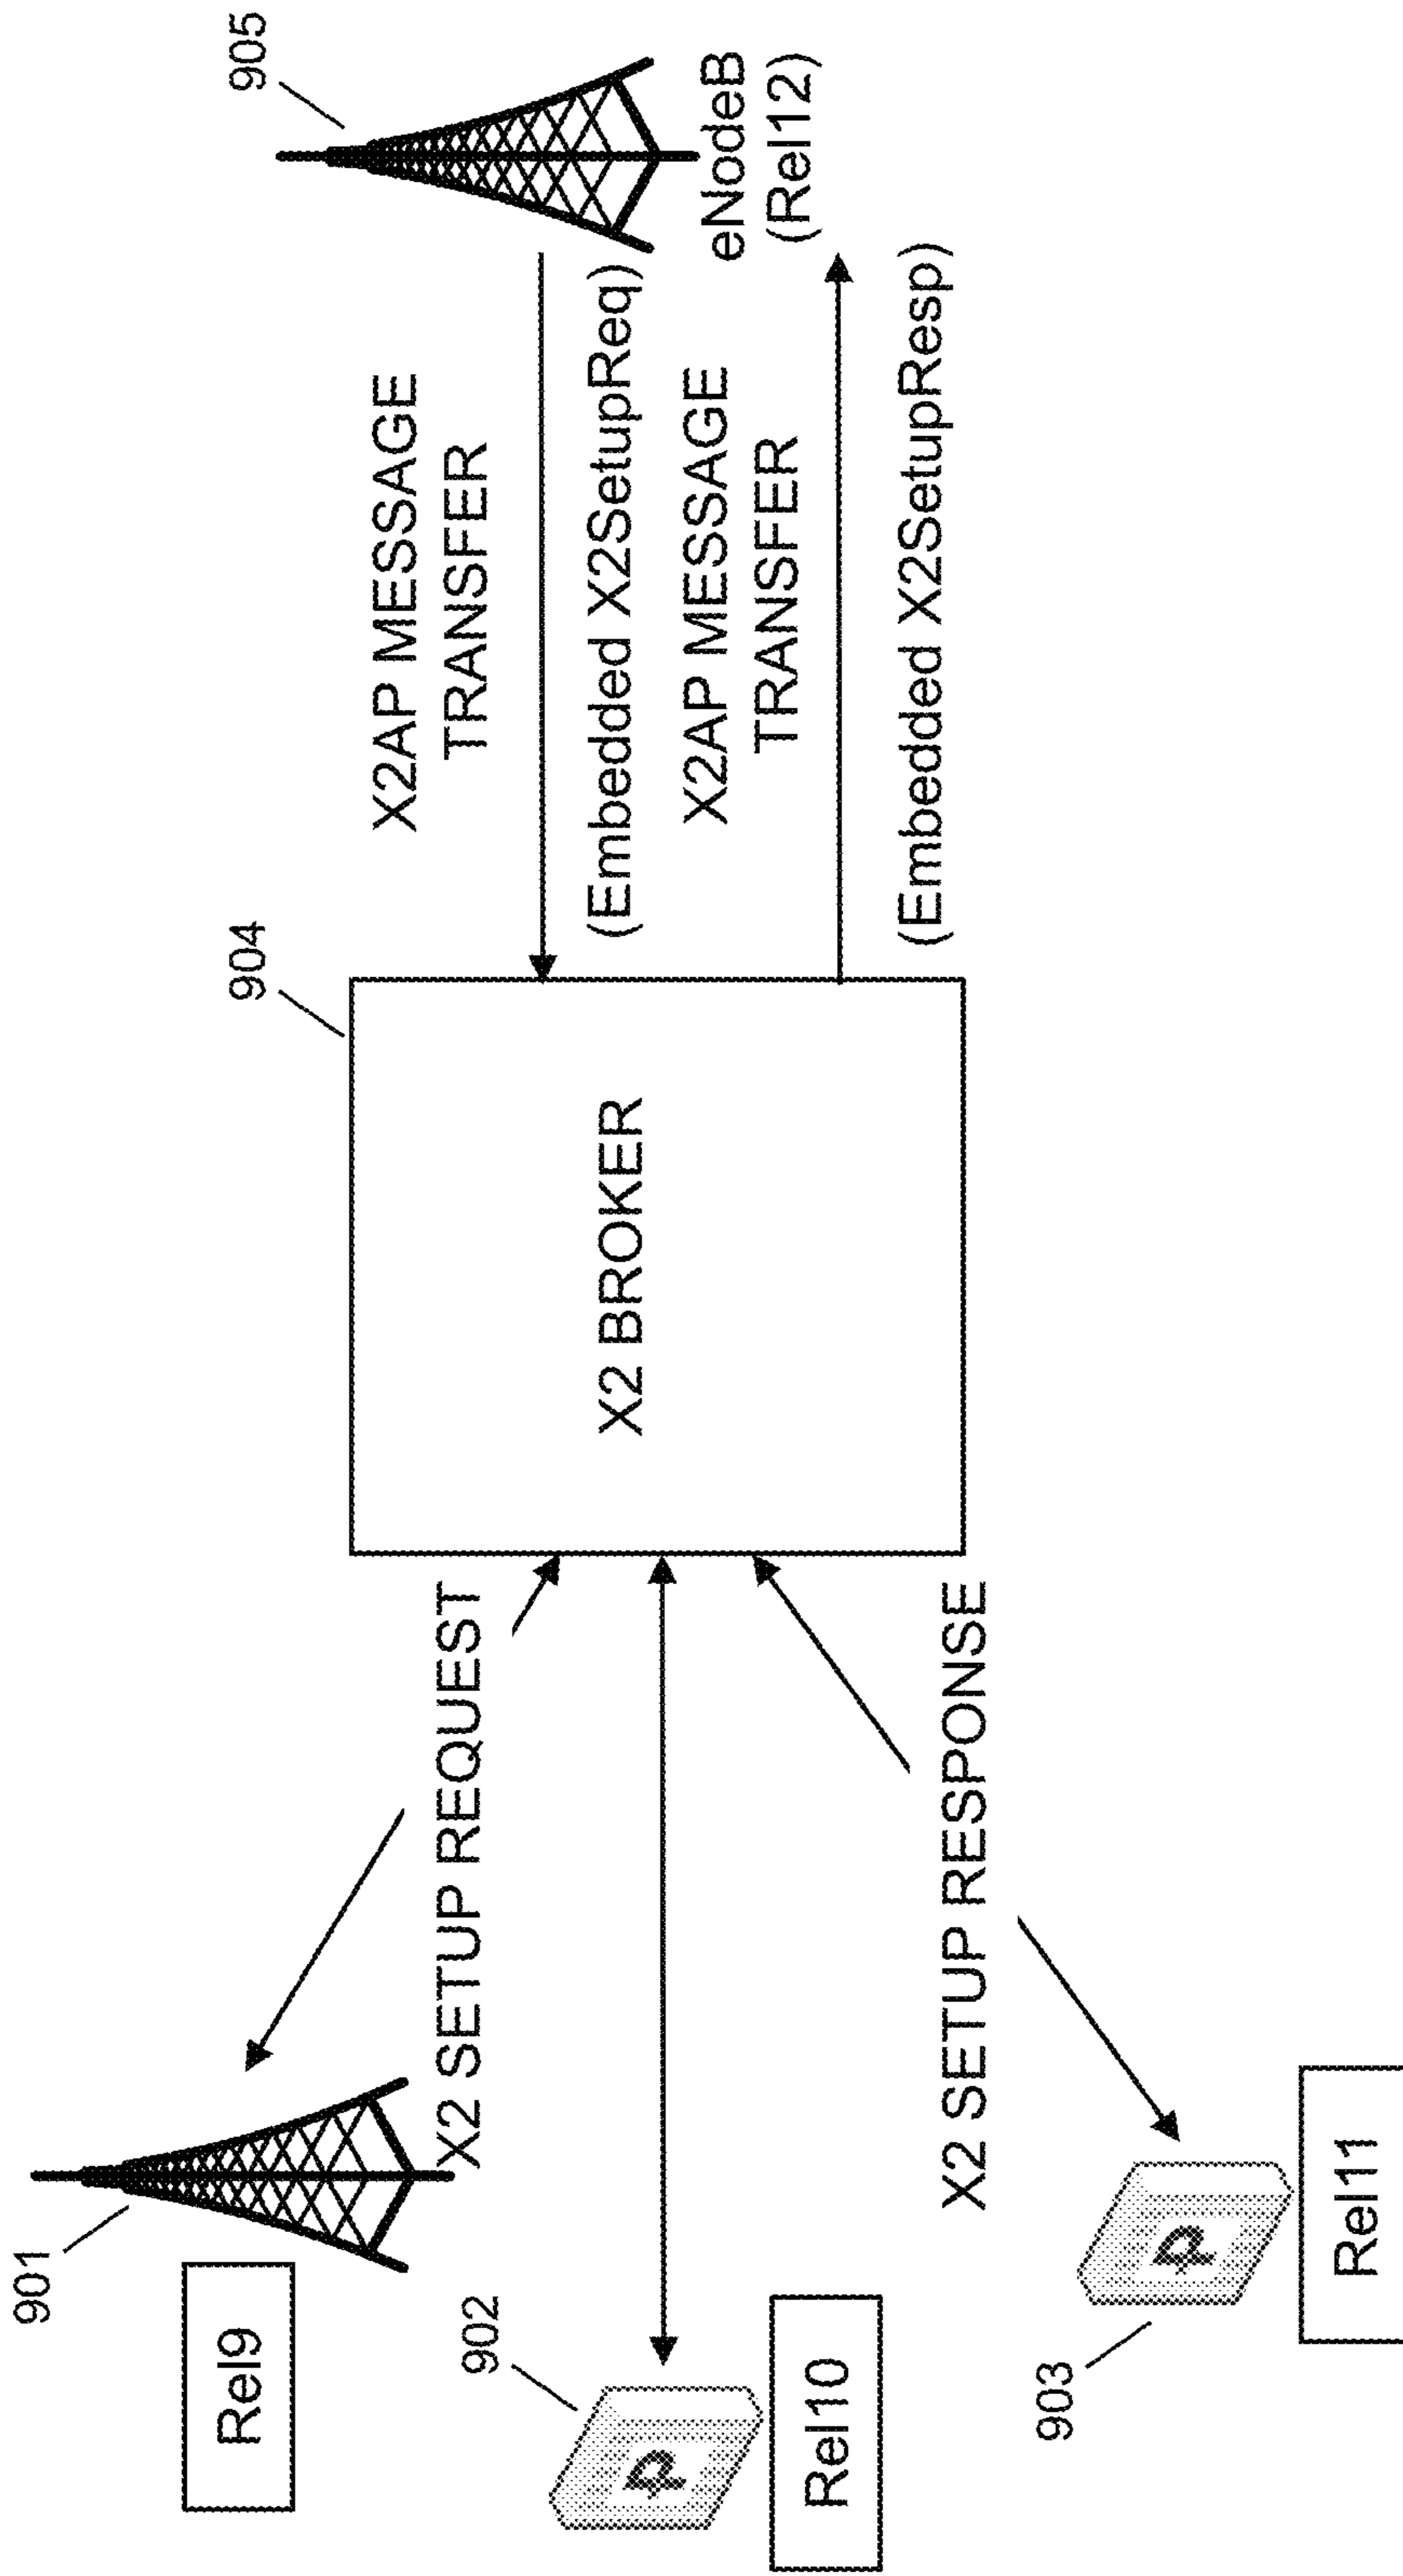 901
Rel9
902
Rel10
903
Rel11
X2 SETUP REQUEST
X2 SETUP RESPONSE
904
X2 BROKER
X2AP MESSAGE
TRANSFER
(Embedded X2SetupReq)
X2AP MESSAGE
TRANSFER
(Embedded X2SetupResp)
905
eNodeB
(Rel12)